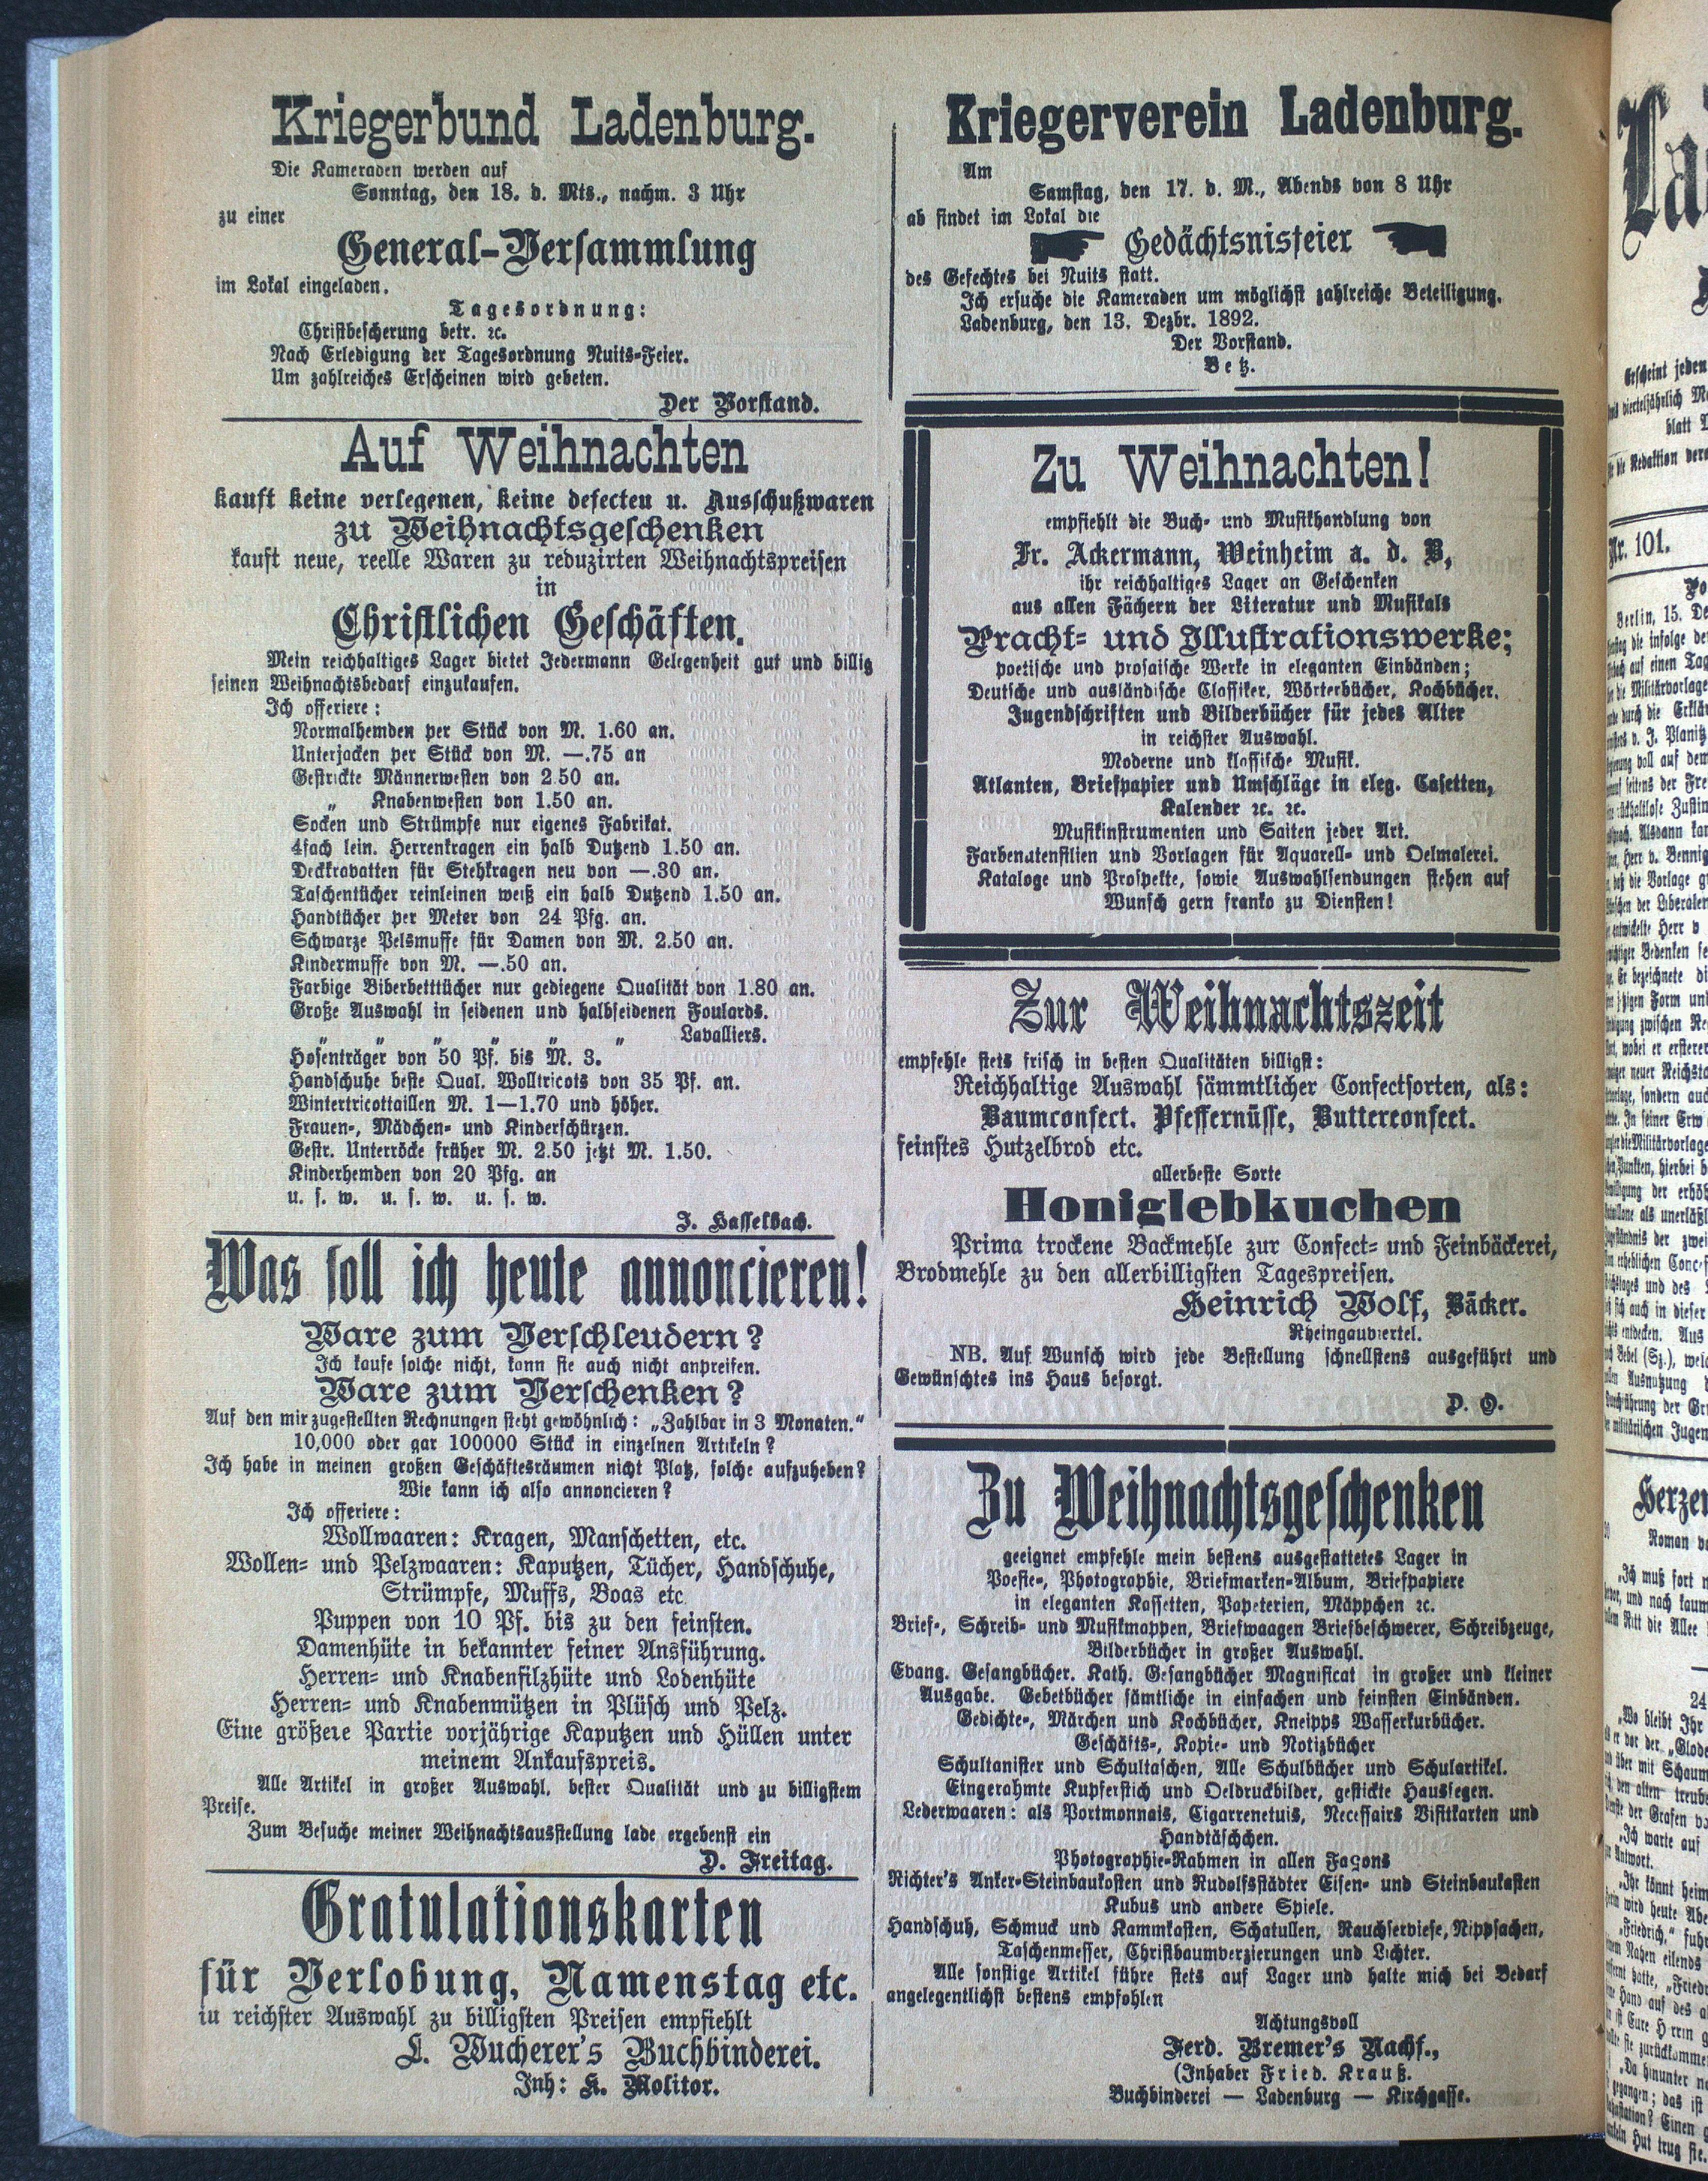 Kriegerbund Ladenburg.
Die Kameraden werden auf
Sonntag, den 18. d. Mts., nachm. 3 Uhr
zu einer
General-Versammlung
im Lokal eingeladen.
Tagesordnung:
Christbescherung betr. ꝛc.
Nach Erledigung der Tagesordnung Nuits-Feier.
Um zahlreiches Erscheinen wird gebeten.
Der Vorstand.
Auf Weihnachten
kauft keine verlegenen, keine defecten u. Ausschußwaren
zu Weihnachtsgeschenken
kauft neue, reelle Waren zu reduzirten Weihnachtspreisen
in
Christlichen Geschäften.
Mein reichhaltiges Lager bietet Jedermann Gelegenheit gut und billig
seinen Weihnachtsbedarf einzukaufen.
Ich offeriere:
Normalhemden per Stück von M. 1.60 an.
Unterjacken per Stück von M. —.75 an
Gestrickte Männerwesten von 2.50 an.
„ Knabenwesten von 1.50 an.
Socken und Strümpfe nur eigenes Fabrikat.
4fach lein. Herrenkragen ein halb Dutzend 1.50 an.
Deckkravatten für Stehkragen neu von —.30 an.
Taschentücher reinleinen weiß ein halb Dutzend 1.50 an.
Handtücher per Meter von 24 Pfg. an.
Schwarze Pelsmuffe für Damen von M. 2.50 an.
Kindermuffe von M. —.50 an.
Farbige Biberbetttücher nur gediegene Qualität von 1.80 an.
Große Auswahl in seidenen und halbseidenen Foulards.
„ „ „ „ „ Lavalliers.
Hosenträger von 50 Pf. bis M. 3.
Handschuhe beste Qual. Wolltricots von 35 Pf. an.
Wintertricottaillen M. 1—1.70 und höher.
Frauen-, Mädchen- und Kinderschürzen.
Gestr. Unterröcke früher M. 2.50 jetzt M. 1.50.
Kinderhemden von 20 Pfg. an
u. s. w. u. s. w. u. s. w.
J. Hasselbach.
Was soll ich heute annoncieren!
Ware zum Verschleudern?
Ich kaufe solche nicht, kann sie auch nicht anpreisen.
Ware zum Verschenken?
Auf den mir zugestellten Rechnungen steht gewöhnlich: „Zahlbar in 3 Monaten.“
10,000 oder gar 100000 Stück in einzelnen Artikeln?
Ich habe in meinen großen Geschäftesräumen nicht Platz, solche aufzuheben?
Wie kann ich also annoncieren?
Ich offeriere:
Wollwaaren: Kragen, Manschetten, etc.
Wollen- und Pelzwaaren: Kaputzen, Tücher, Handschuhe,
Strümpfe, Muffs, Boas etc
Puppen von 10 Pf. bis zu den feinsten.
Damenhüte in bekannter feiner Ansführung.
Herren- und Knabenfilzhüte und Lodenhüte
Herren- und Knabenmützen in Plüsch und Pelz.
Eine größere Partie vorjährige Kaputzen und Hüllen unter
meinem Ankaufspreis.
Alle Artikel in großer Auswahl, bester Qualität und zu billigstem
Preise.
Zum Besuche meiner Weihnachtsausstellung lade ergebenst ein
D. Freitag.
Gratulationskarten
für Verlobung, Namenstag etc.
in reichster Auswahl zu billigsten Preisen empfiehlt
L. Wucherer's Buchbinderei.
Inh: K. Molitor.
Kriegerverein Ladenburg.
Am
Samstag, den 17. d. M., Abends von 8 Uhr
ab findet im Lokal die
Gedächtsnisfeier
des Gefechtes bei Nuits statt.
Ich ersuche die Kameraden um möglichst zahlreiche Beteiligung.
Ladenburg, den 13. Dezbr. 1892.
Der Vorstand.
Betz.
Zu Weihnachten!
empfiehlt die Buch- und Musikhandlung von
Fr. Ackermann, Weinheim a. d. B,
ihr reichhaltiges Lager an Geschenken
aus allen Fächern der Literatur und Musikals
Pracht- und Illustrationswerke;
poetische und prosaische Werke in eleganten Einbänden;
Deutsche und ausländische Classiker, Wörterbücher, Kochbücher.
Jugendschriften und Bilderbücher für jedes Alter
in reichster Auswahl.
Moderne und klassische Musik.
Atlanten, Briefpapier und Umschläge in eleg. Casetten,
Kalender ꝛc. ꝛc.
Musikinstrumenten und Saiten jeder Art.
Farbenutensilien und Vorlagen für Aquarell- und Oelmalerei.
Kataloge und Prospekte, sowie Auswahlsendungen stehen auf
Wunsch gern franko zu Diensten!
Zur Weihnachtszeit
empfehle stets frisch in besten Qualitäten billigst:
Reichhaltige Auswahl sämmtlicher Confectsorten, als:
Baumconfect. Pfeffernüsse, Butterconfect.
feinstes Hutzelbrod etc.
allerbeste Sorte
Honiglebkuchen
Prima trockene Backmehle zur Confect- und Feinbäckerei,
Brodmehle zu den allerbilligsten Tagespreisen.
Heinrich Wolf, Bäcker.
Rheingauviertel.
NB. Auf Wunsch wird jede Bestellung schnellstens ausgeführt und
Gewünschtes ins Haus besorgt.
D. O.
Zu Weihnachtsgeschenken
geeignet empfehle mein bestens ausgestattetes Lager in
Poesie-, Photographie, Briefmarken-Album, Briefpapiere
in eleganten Kassetten, Papeterien, Mäppchen ꝛc.
Brief-, Schreib- und Musikmappen, Briefwaagen Briefbeschwerer, Schreibzeuge,
Bilderbücher in großer Auswahl.
Evang. Gesangbücher. Kath. Gesangbücher Magnificat in großer und kleiner
Ausgabe. Gebetbücher sämtliche in einfachen und feinsten Einbänden.
Gedichte-, Märchen und Kochbücher, Kneipps Wasserkurbücher.
Geschäfts-, Kopie- und Notizbücher
Schultanister und Schultaschen, Alle Schulbücher und Schulartikel.
Eingerahmte Kupferstich und Oeldruckbilder, gestickte Haussegen.
Lederwaaren: als Portmonnais, Cigarrenetuis, Necessairs Visitkarten und
Handtäschchen.
Photographie-Rahmen in allen Façons
Richter's Anker-Steinbaukosten und Rudolfsstädter Eisen- und Steinbaukasten
Kubus und andere Spiele.
Handschuh, Schmuck und Kammkasten, Schatullen, Rauchserviese, Nippsachen,
Taschenmesser, Christbaumverzierungen und Lichter.
Alle sonstige Artikel führe stets auf Lager und halte mich bei Bedarf
angelegentlichst bestens empfohlen
Achtungsvoll
Ferd. Bremer's Nachf.,
(Inhaber Fried. Krauß.
Buchbinderei — Ladenburg — Kirchgasse.
Erscheint jeden
Nr. 101.
Berlin, 15. De
Roman